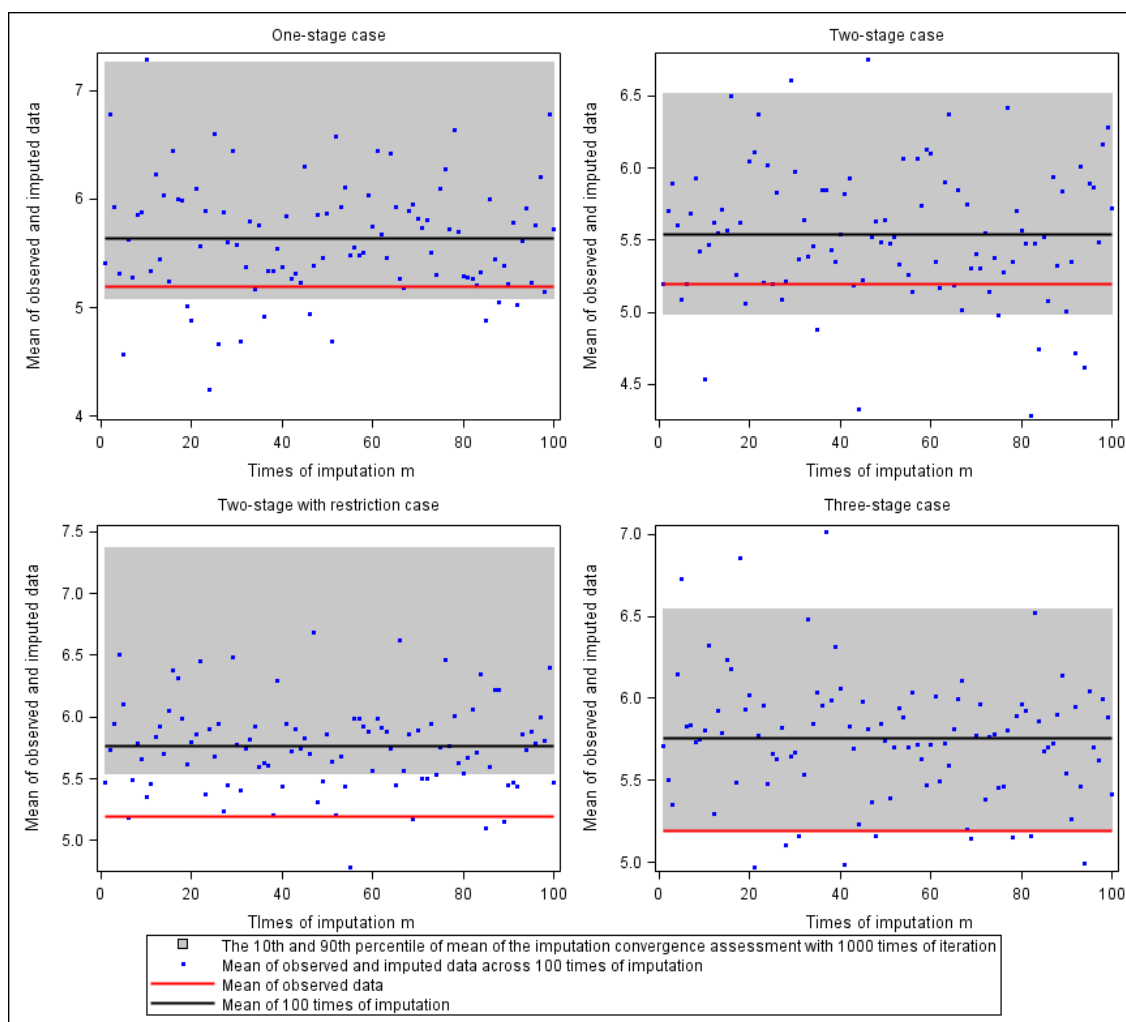 One-stage case
Mean of observed and imputed data
7
6
5
4
0 20 40 60 80 100
Times of imputation m
Two-stage case
Mean of observed and imputed data
6.5
6.0
5.5
5.0
4.5
0 20 40 60 80 100
Times of imputation m
Two-stage with restriction case
Mean of observed and imputed data
7.5
7.0
6.5
6.0
5.5
5.0
0 20 40 60 80 100
TImes of imputation m
Three-stage case
Mean of observed and imputed data
7.0
6.5
6.0
5.5
5.0
0 20 40 60 80 100
Times of imputation m
The 10th and 90th percentile of mean of the imputation convergence assessment with 1000 times of iteration
Mean of observed and imputed data across 100 times of imputation
Mean of observed data
Mean of 100 times of imputation